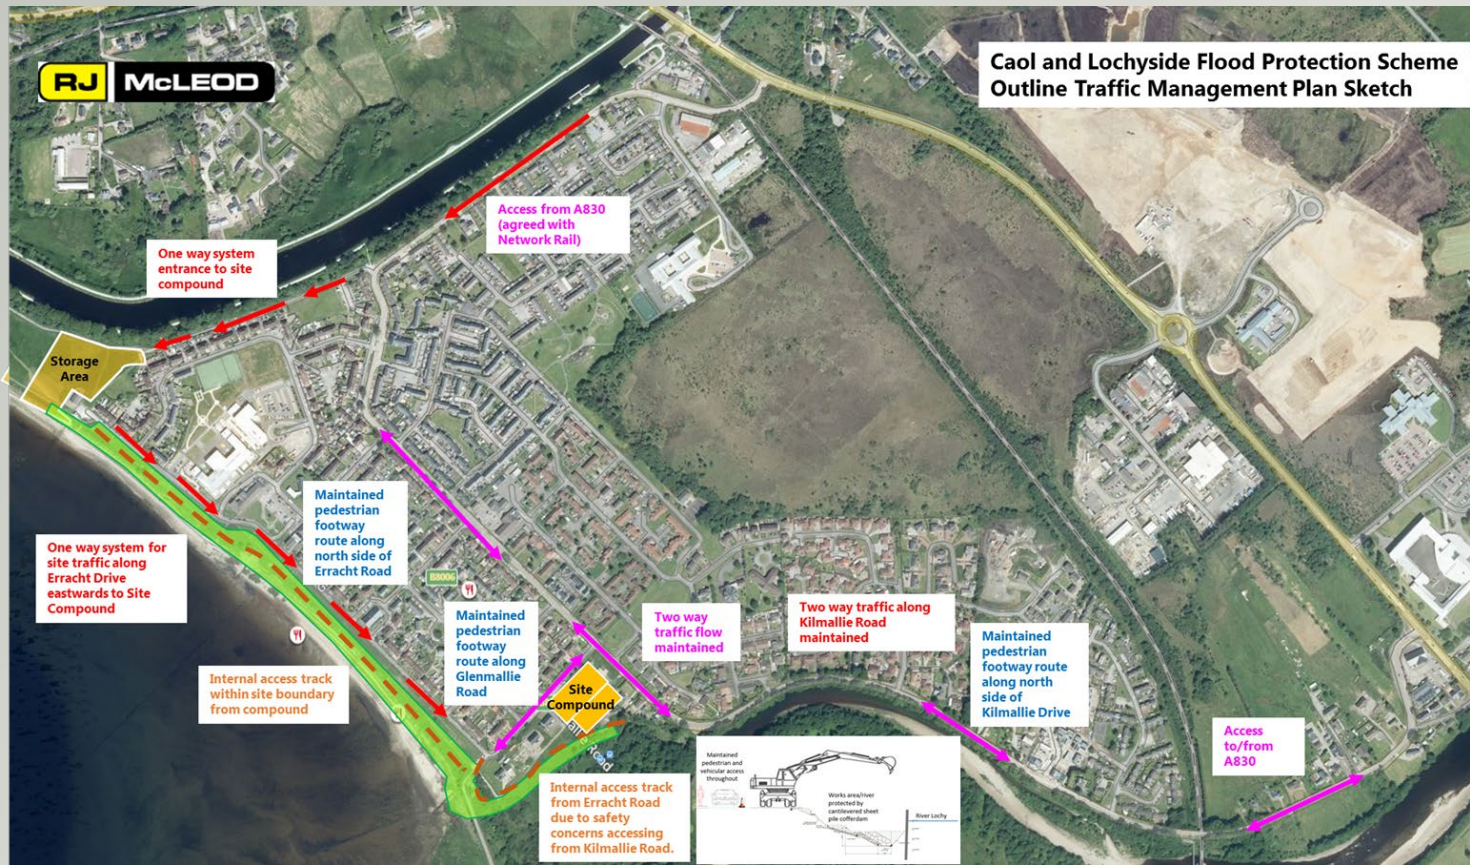 RJ McLEOD
Caol and Lochyside Flood Protection Scheme
Outline Traffic Management Plan Sketch
Access from A830
(agreed with
Network Rail)
One way system
entrance to site
compound
Storage
Area
Maintained
pedestrian
footway
route along
north side of
Erracht Road
One way system for
site traffic along
Erracht Drive
eastwards to Site
Compound
B8006
Maintained
pedestrian
footway
route along
Glenmallie
Road
Two way
traffic flow
maintained
Two way traffic along
Kilmallie Road
maintained
Maintained
pedestrian
footway route
along north
side of
Kilmallie Drive
Internal access track
within site boundary
from compound
Site
Compound
Road
Access
to/from
A830
Internal access track
from Erracht Road
due to safety
concerns accessing
from Kilmallie Road.
Maintained
pedestrian and
vehicular access
throughout
Works area/river
protected by
cantilevered sheet
pile cofferdam
River Lochy